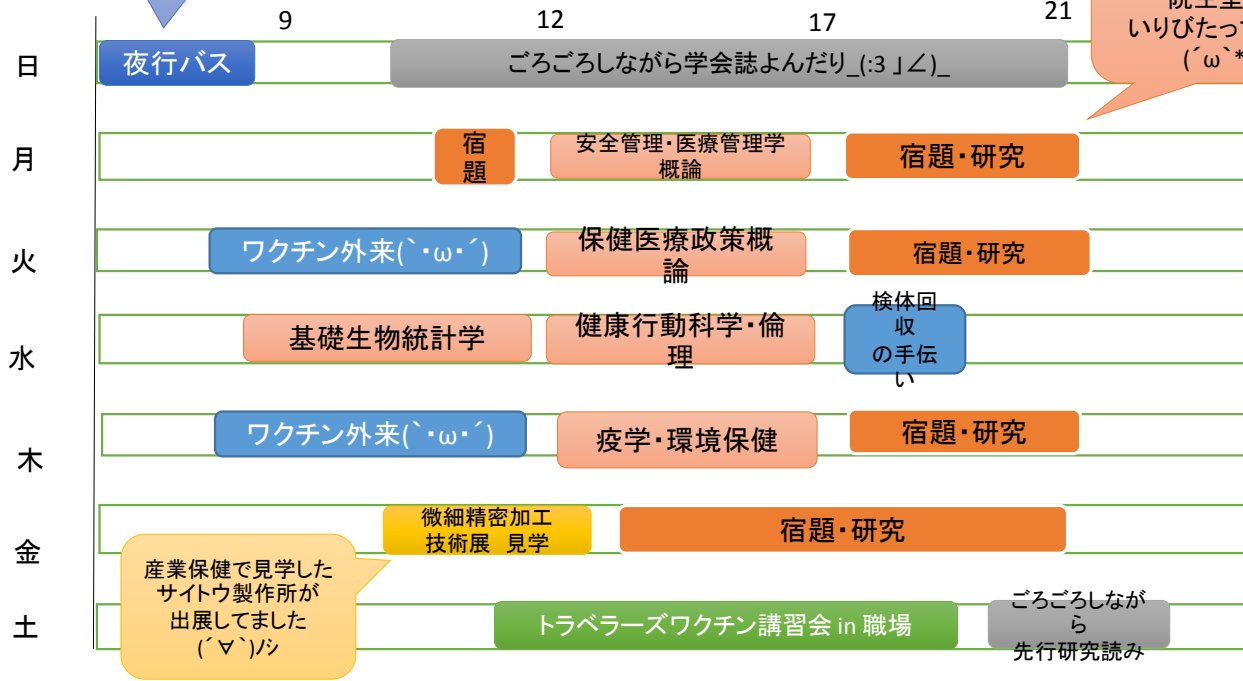 9
12
17
21
院生室
いりびたって
(´ω`*
日
夜行バス
ごろごろしながら学会誌よんだり_(:3 」∠)_
月
宿
題
安全管理・医療管理学
概論
宿題・研究
火
ワクチン外来(｀・ω・´)
保健医療政策概
論
宿題・研究
水
基礎生物統計学
健康行動科学・倫
理
検体回
収
の手伝
い
木
ワクチン外来(｀・ω・´)
疫学・環境保健
宿題・研究
金
微細精密加工
技術展　見学
宿題・研究
産業保健で見学した
サイトウ製作所が
出展してました
(´∀`)ﾉｼ
土
トラベラーズワクチン講習会 in 職場
ごろごろしなが
ら
先行研究読み